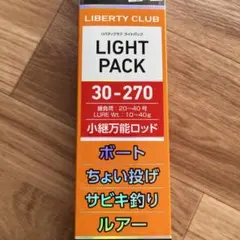 LIBERTY CLUB
リバティクラブ ライトパック
LIGHT
PACK
30-270
錘負荷：20〜40号
LURE Wt.：10〜40g
小継万能ロッド
ボート
ちょい投げ
サビキ釣り
ルアー